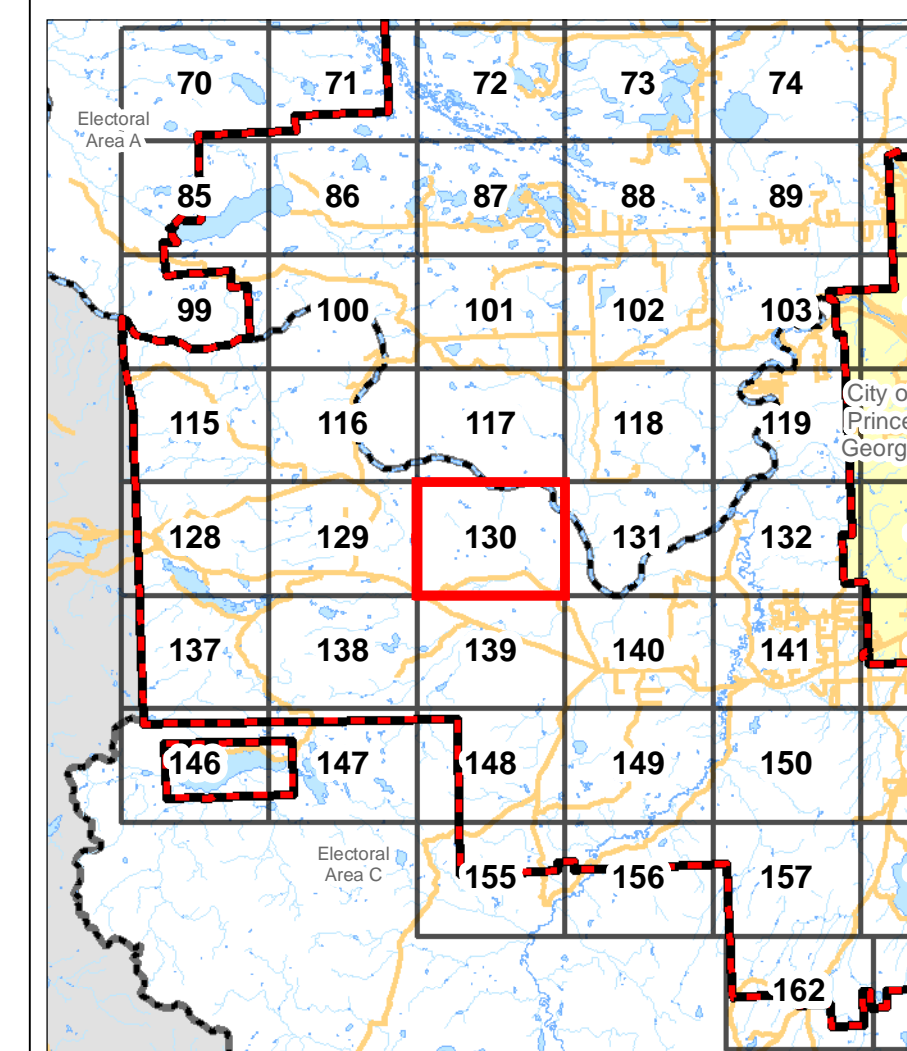 70 71 72 73 74
Electoral
Area A
85 86 87 88 89
99 100 101 102 103
City o
Prince
Georg
115 116 117 118 119
128 129 130 131 132
137 138 139 140 141
146 147 148 149 150
Electoral
Area C
155 156 157
162